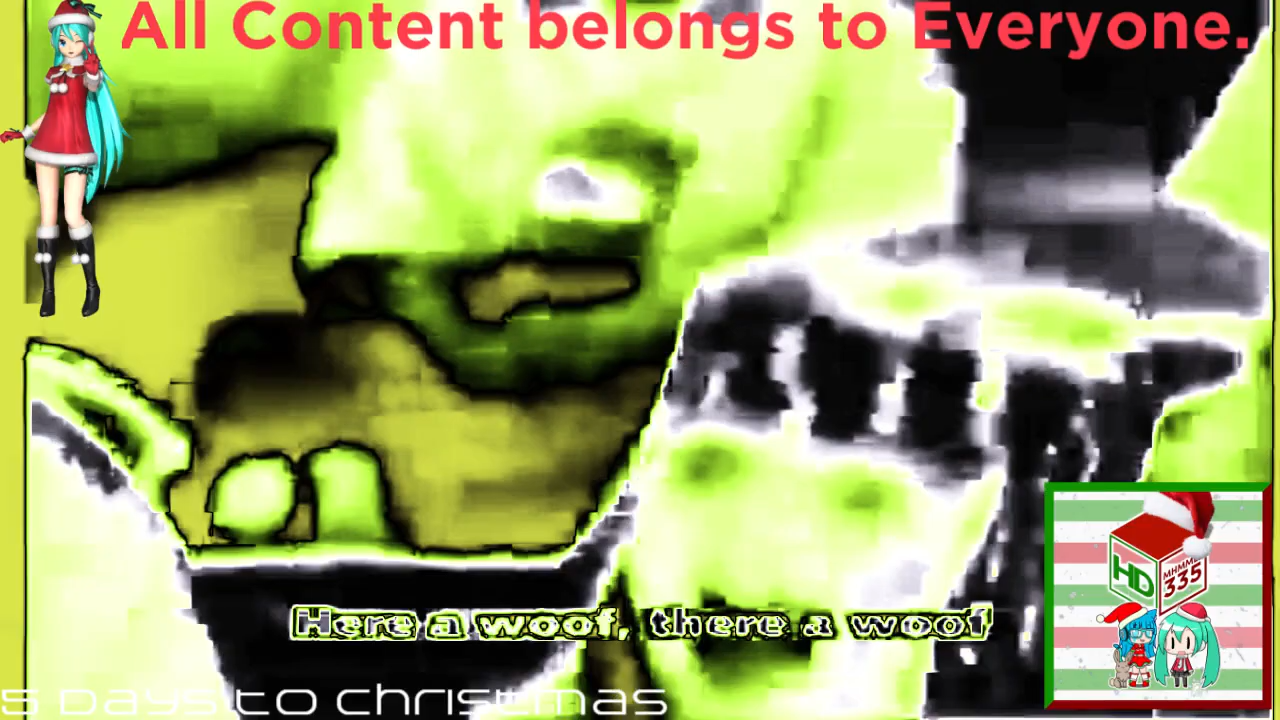 All Content belongs to Everyone.
HD
MHMMM
335
Here a woof, there a woof
5 Days to Christmas